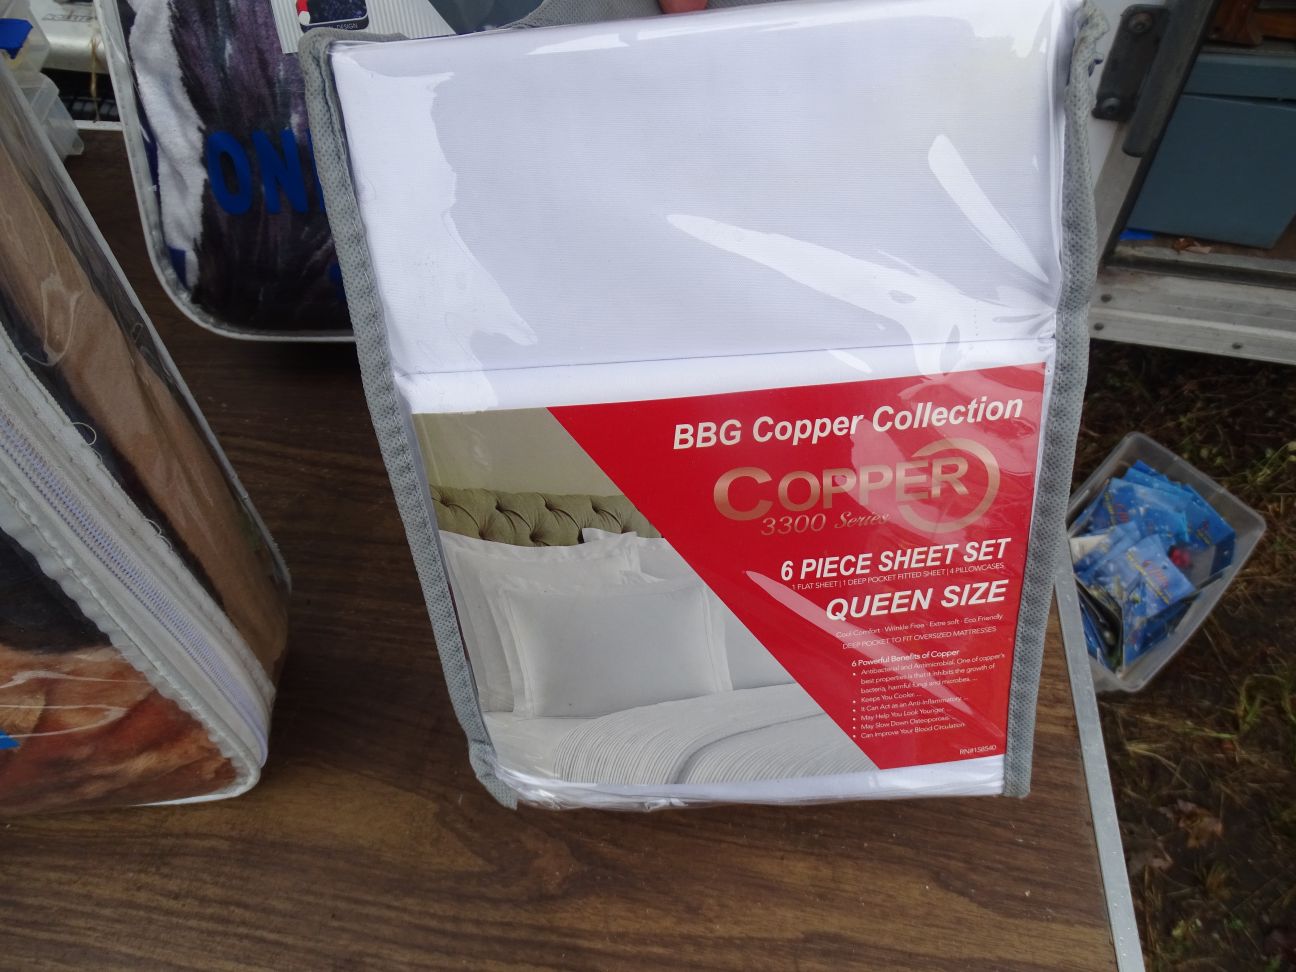 DESIGN
ON
BBG Copper Collection
COPPER
3300 Series
6 PIECE SHEET SET
1 FLAT SHEET | 1 DEEP POCKET FITTED SHEET | 4 PILLOWCASES
QUEEN SIZE
Cool Comfort · Wrinkle Free · Extra soft · Eco Friendly
DEEP POCKET TO FIT OVERSIZED MATTRESSES
6 Powerful Benefits of Copper
• Antibacterial and Antimicrobial. One of copper's
best properties is that it inhibits the growth of
bacteria, harmful fungi and microbes. ...
• Keeps You Cooler. ...
• It Can Act as an Anti-Inflammatory. ...
• May Help You Look Younger. ...
• May Slow Down Osteoporosis. ...
• Can Improve Your Blood Circulation
RN#158540